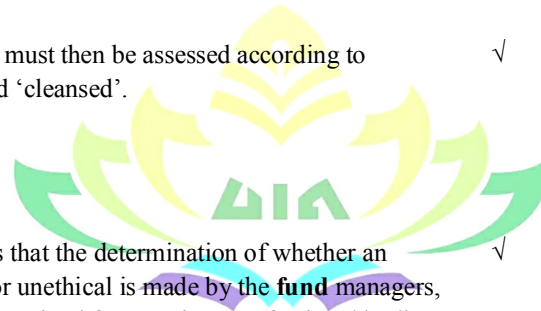 must then be assessed according to √
d ‘cleansed’.
UIN
s that the determination of whether an √
or unethical is made by the **fund** managers,